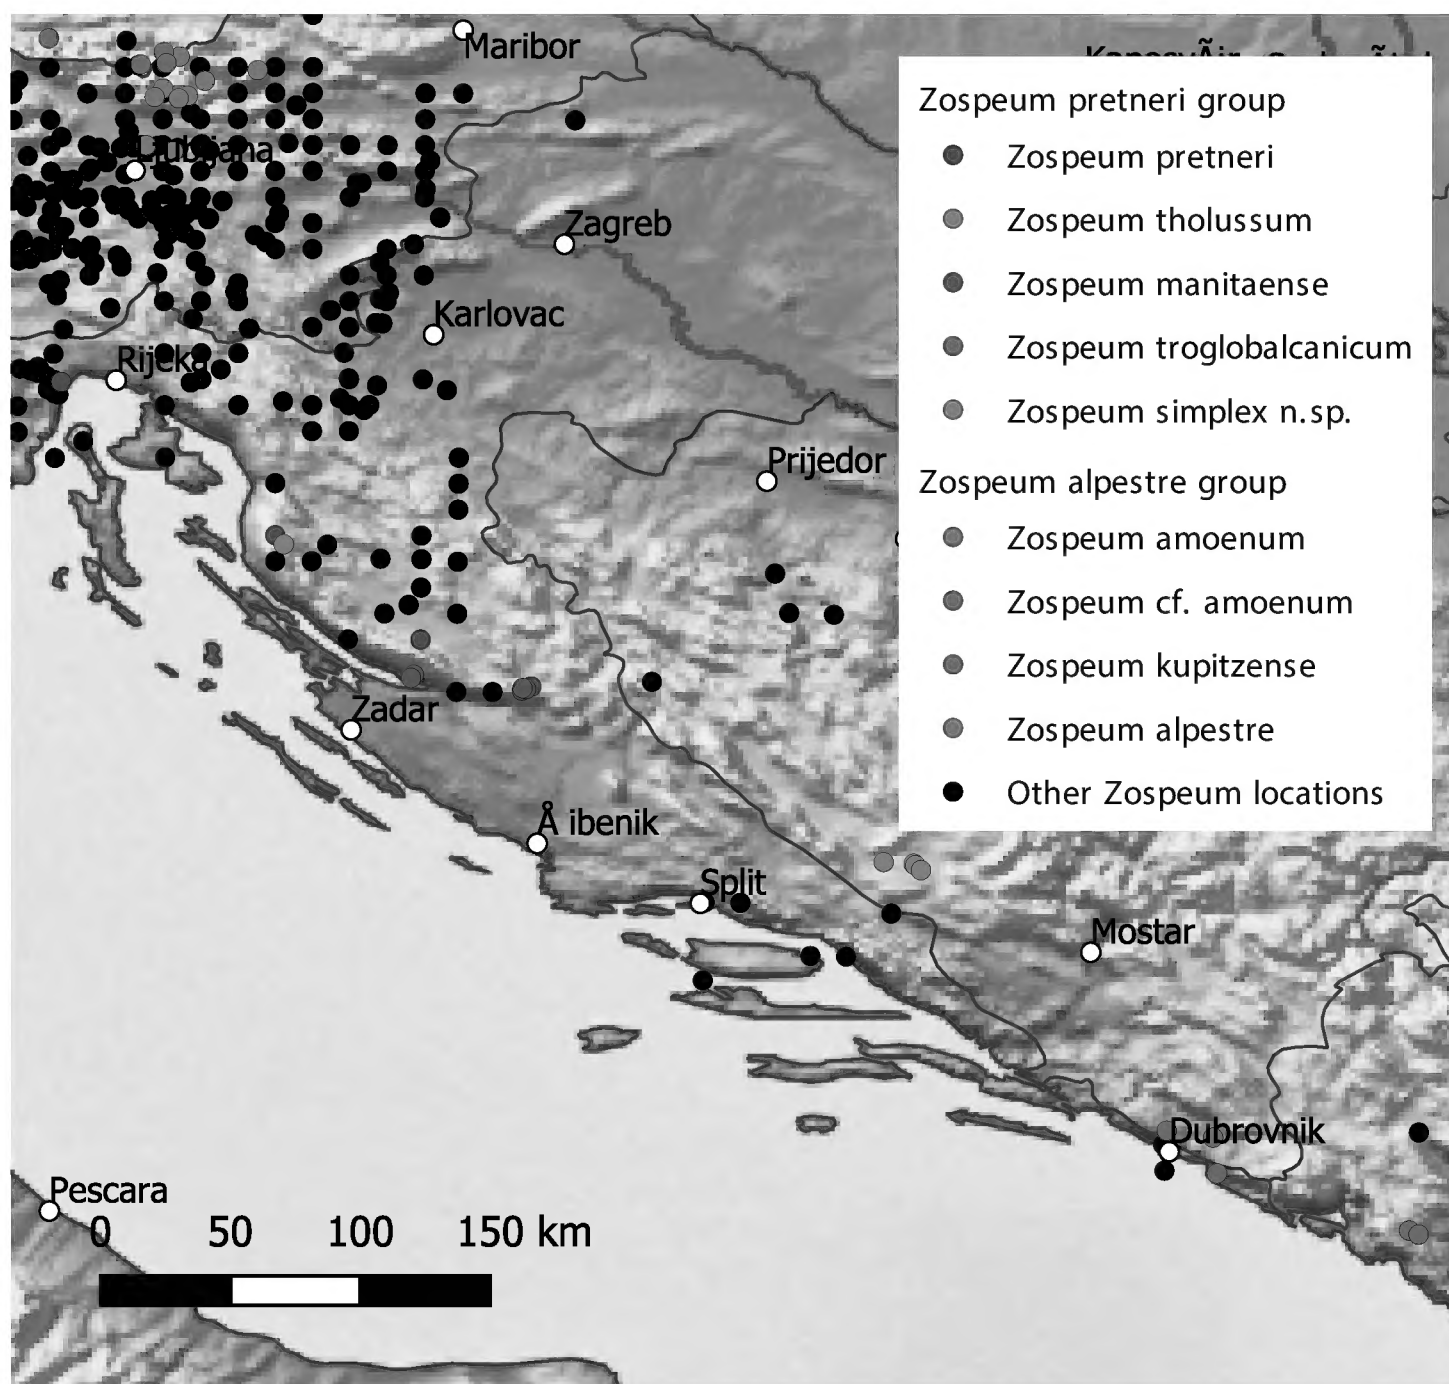 Maribor
Ljubljana
Zagreb
Karlovac
Rijeka
Prijedor
Zadar
Å ibenik
Split
Mostar
Dubrovnik
Pescara
0 50 100 150 km
Zospeum pretneri group
Zospeum pretneri
Zospeum tholussum
Zospeum manitaense
Zospeum troglobalcanicum
Zospeum simplex n.sp.
Zospeum alpestre group
Zospeum amoenum
Zospeum cf. amoenum
Zospeum kupitzense
Zospeum alpestre
Other Zospeum locations